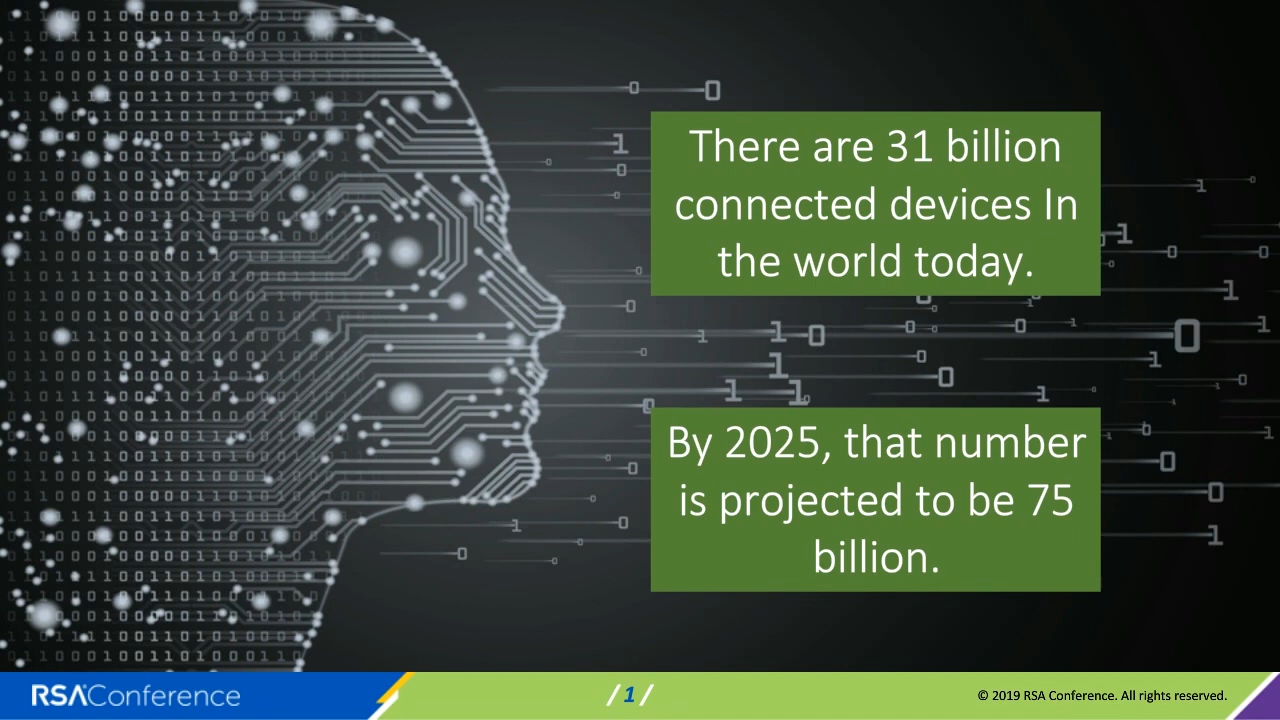 There are 31 billion
connected devices In
the world today.
By 2025, that number
is projected to be 75
billion.
RSAConference
/ 1 /
© 2019 RSA Conference. All rights reserved.